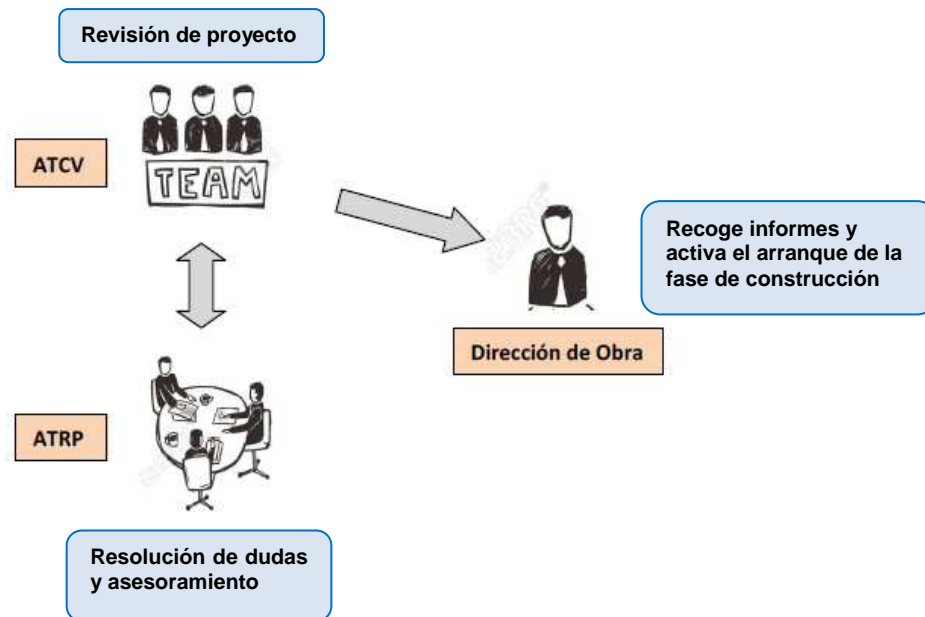 Revisión de proyecto
ATCV
TEAM
Recoge informes y
activa el arranque de la
fase de construcción
Dirección de Obra
ATRP
Resolución de dudas
y asesoramiento